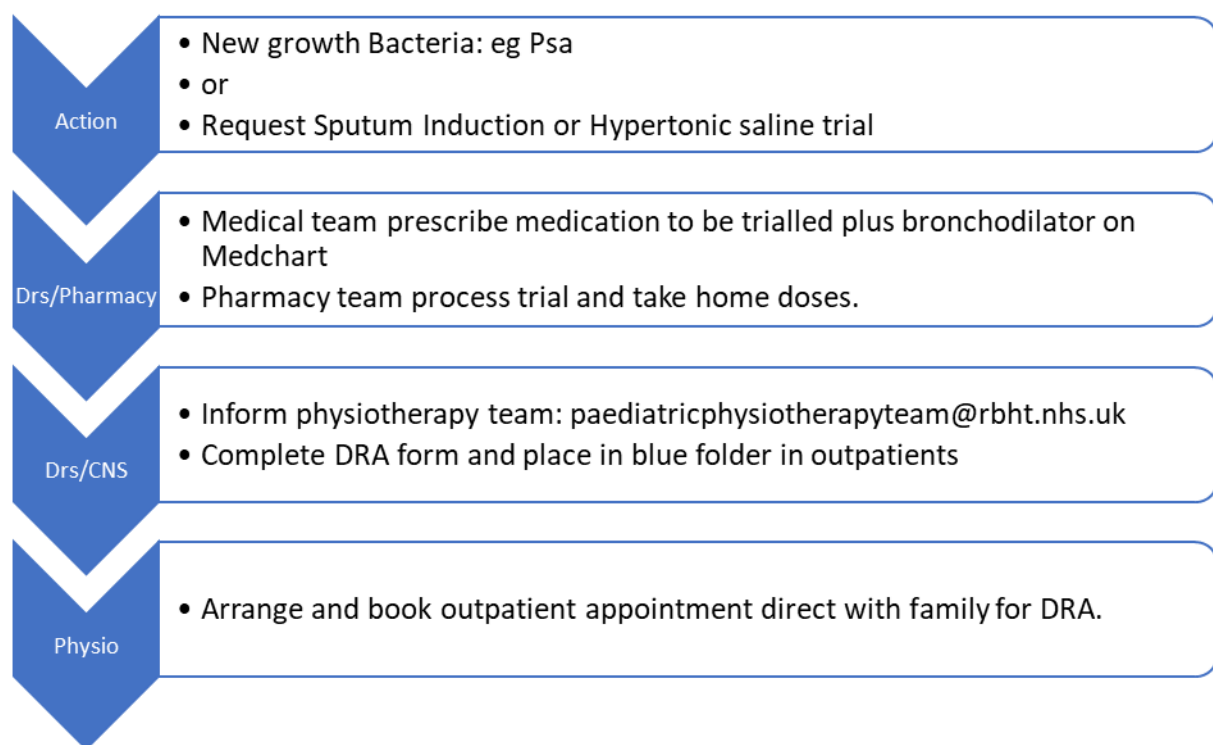 Action
• New growth Bacteria: eg Psa
• or
• Request Sputum Induction or Hypertonic saline trial
Drs/Pharmacy
• Medical team prescribe medication to be trialled plus bronchodilator on
Medchart
• Pharmacy team process trial and take home doses.
Drs/CNS
• Inform physiotherapy team: paediatricphysiotherapyteam@rbht.nhs.uk
• Complete DRA form and place in blue folder in outpatients
Physio
• Arrange and book outpatient appointment direct with family for DRA.